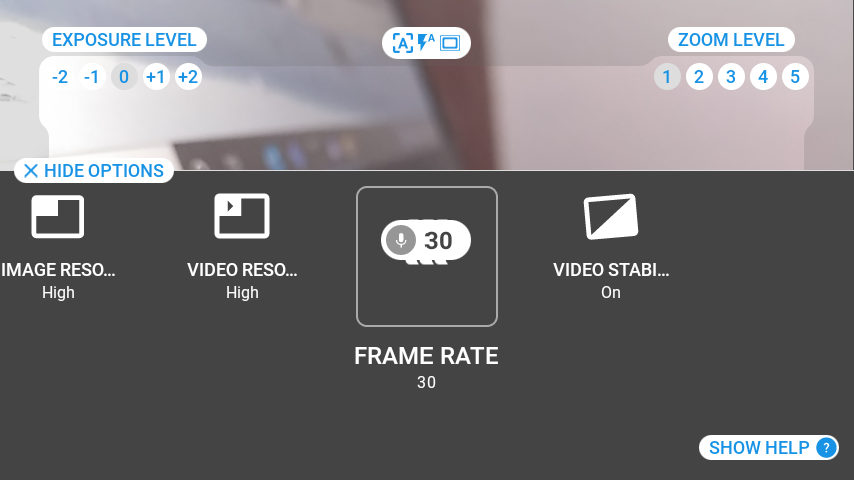 EXPOSURE LEVEL
A
A
ZOOM LEVEL
-2 -1 0 +1 +2
1 2 3 4 5
HIDE OPTIONS
30
IMAGE RESO...
High
VIDEO RESO...
High
VIDEO STABI...
On
FRAME RATE
30
SHOW HELP ?